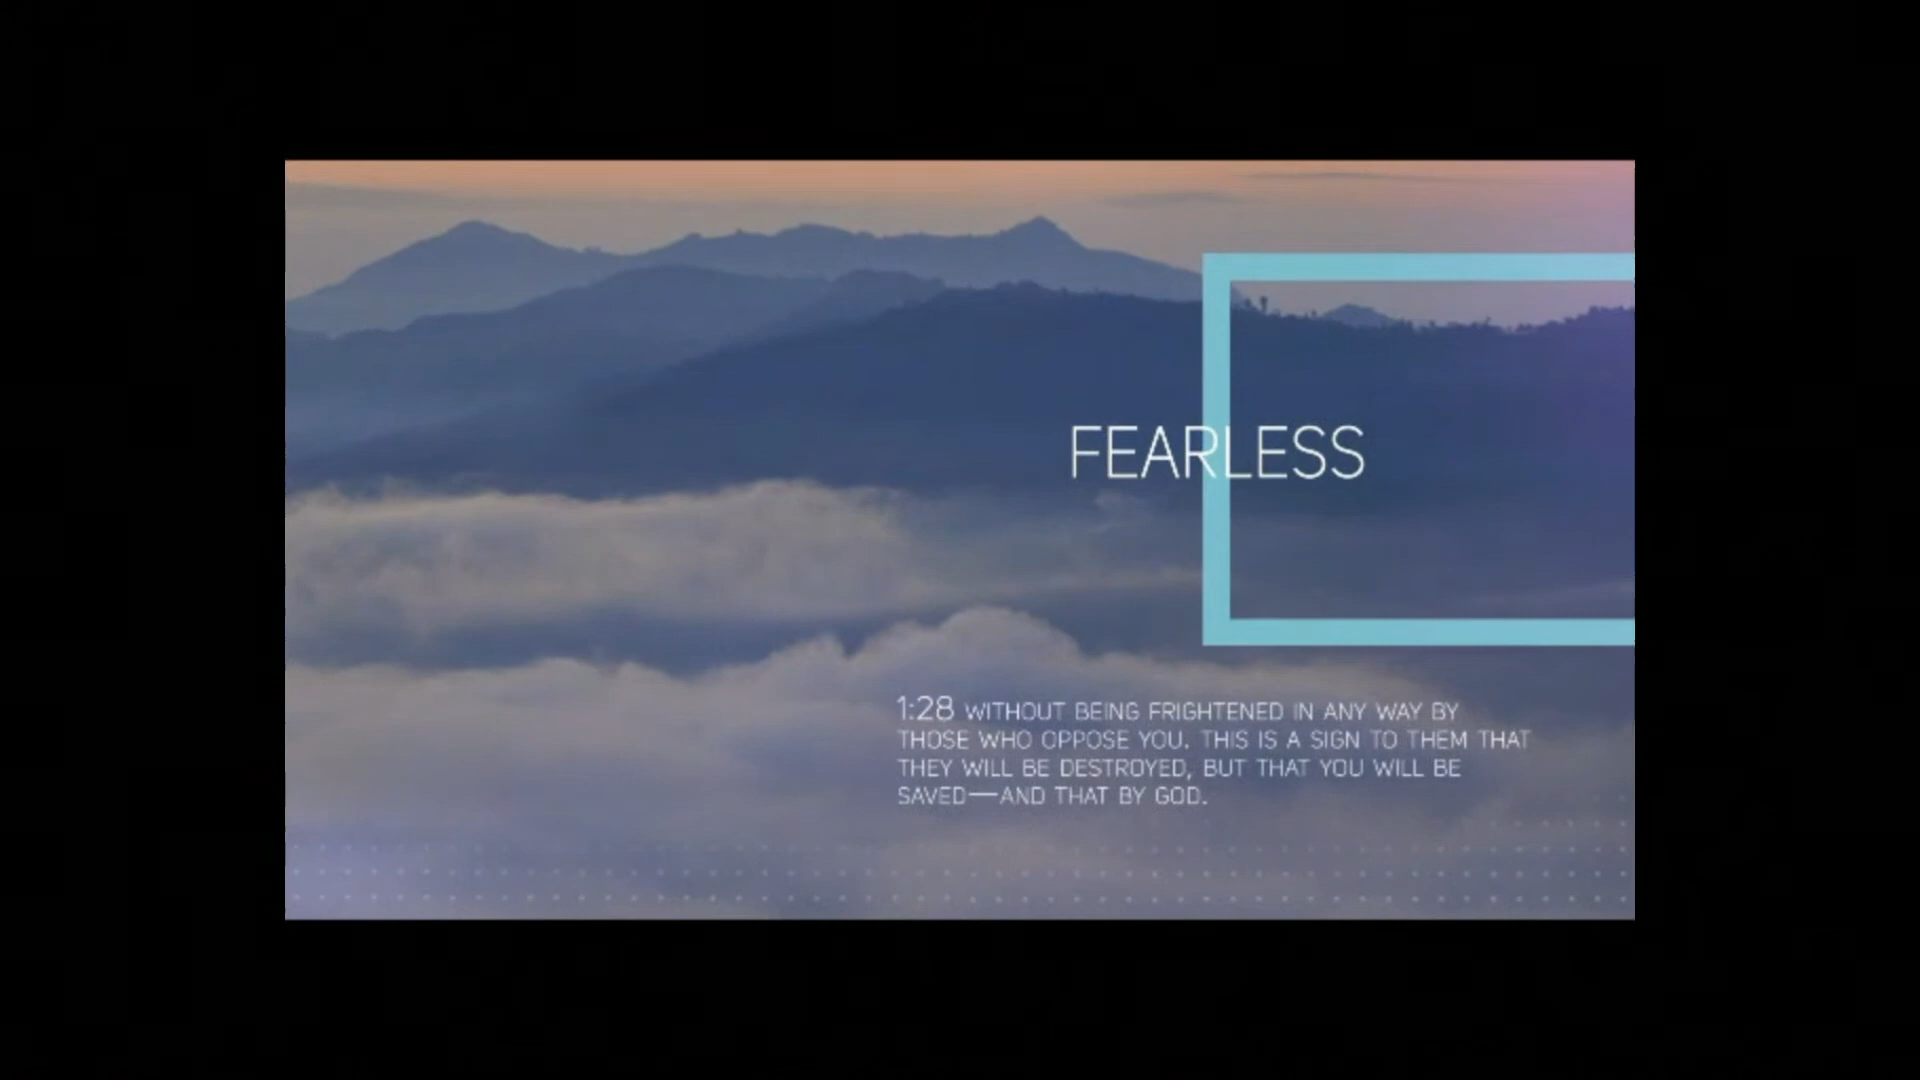 FEARLESS
1:28 WITHOUT BEING FRIGHTENED IN ANY WAY BY
THOSE WHO OPPOSE YOU. THIS IS A SIGN TO THEM THAT
THEY WILL BE DESTROYED, BUT THAT YOU WILL BE
SAVED—AND THAT BY GOD.